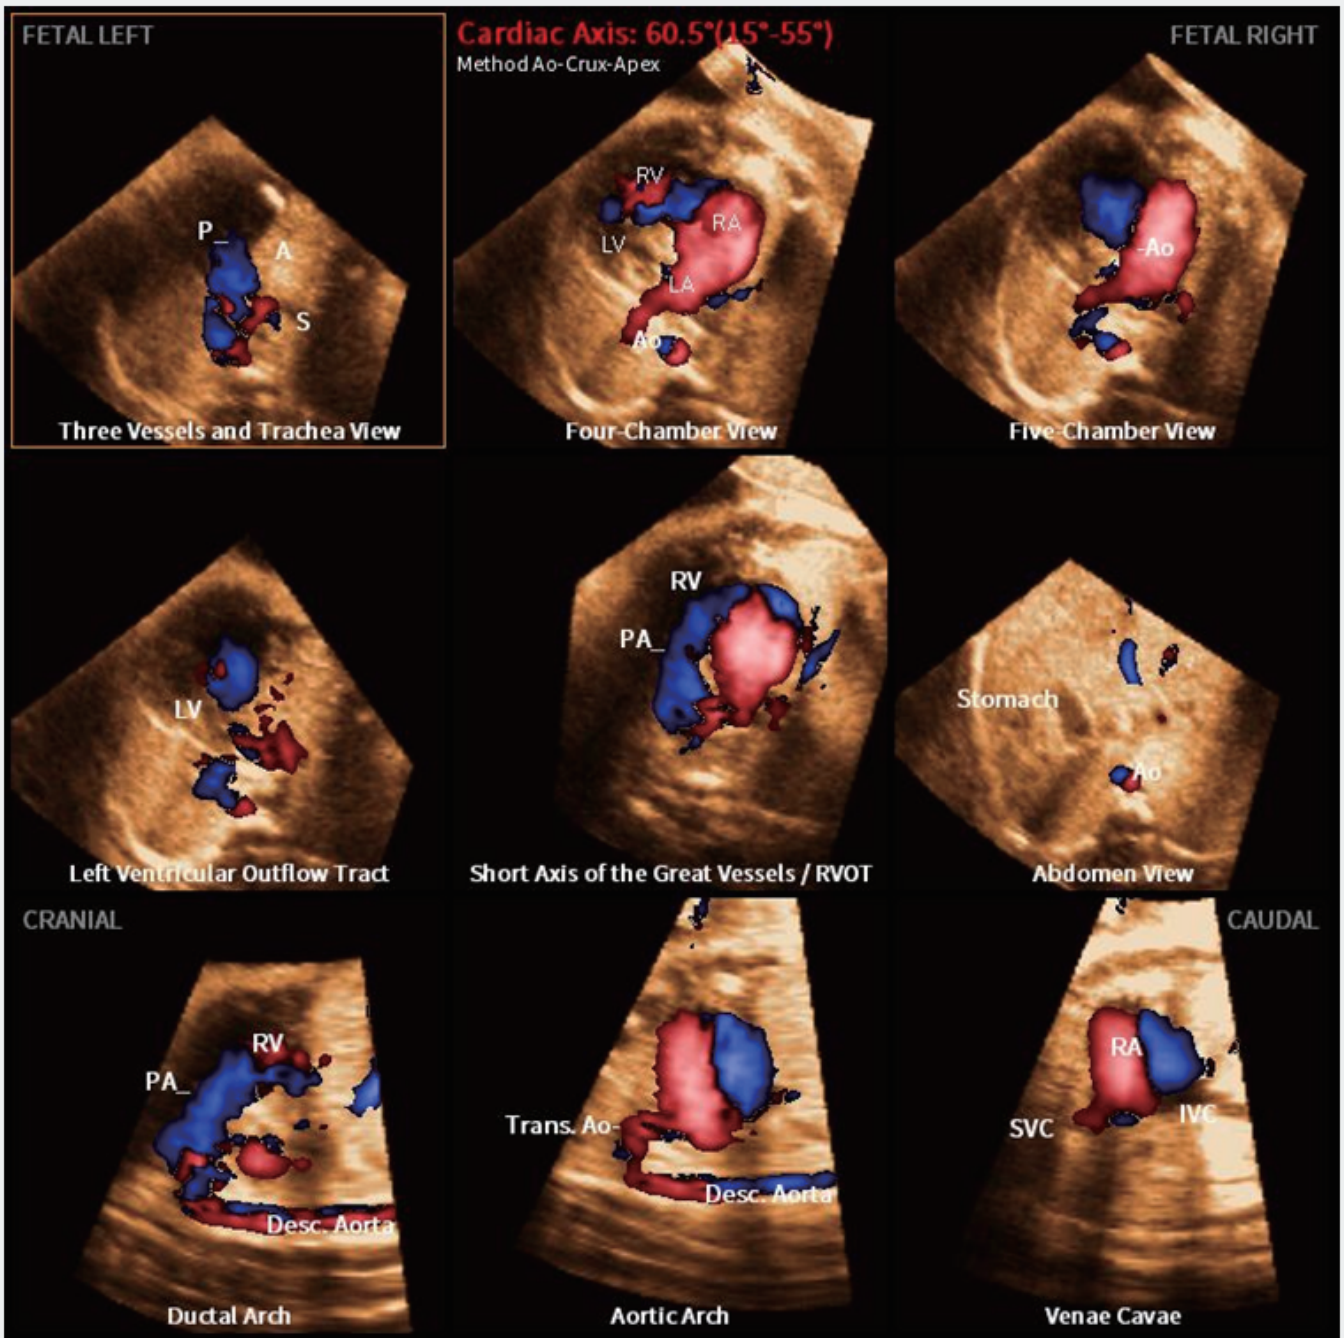 FETAL LEFT
Cardiac Axis: 60.5°(15°-55°)
Method Ao-Crux-Apex
FETAL RIGHT
P_
A
S
Three Vessels and Trachea View
RV
RA
LV
LA
Ao
Four-Chamber View
-Ao
Five-Chamber View
LV
Left Ventricular Outflow Tract
RV
PA_
Short Axis of the Great Vessels / RVOT
Stomach
Ao
Abdomen View
CRANIAL
RV
PA_
Desc. Aorta
Ductal Arch
Trans. Ao-
Desc. Aorta
Aortic Arch
CAUDAL
RA
SVC
IVC
Venae Cavae